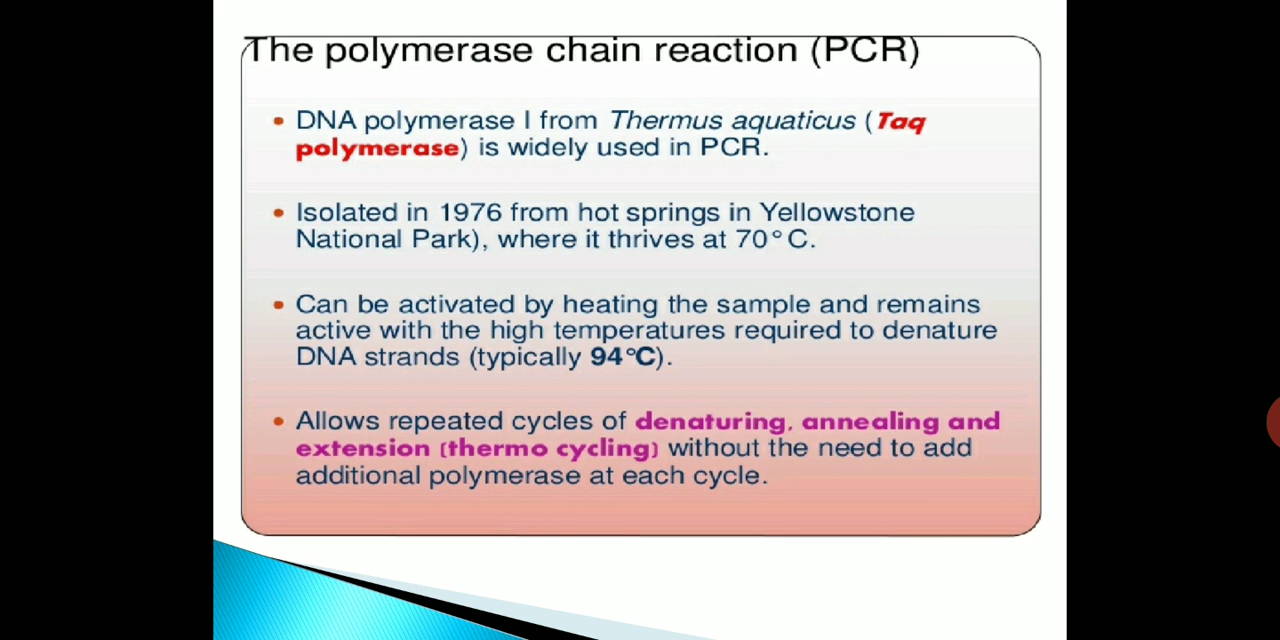 The polymerase chain reaction (PCR)
• DNA polymerase I from Thermus aquaticus (Taq
polymerase) is widely used in PCR.
• Isolated in 1976 from hot springs in Yellowstone
National Park), where it thrives at 70°C.
• Can be activated by heating the sample and remains
active with the high temperatures required to denature
DNA strands (typically 94°C).
• Allows repeated cycles of denaturing, annealing and
extension (thermo cycling) without the need to add
additional polymerase at each cycle.